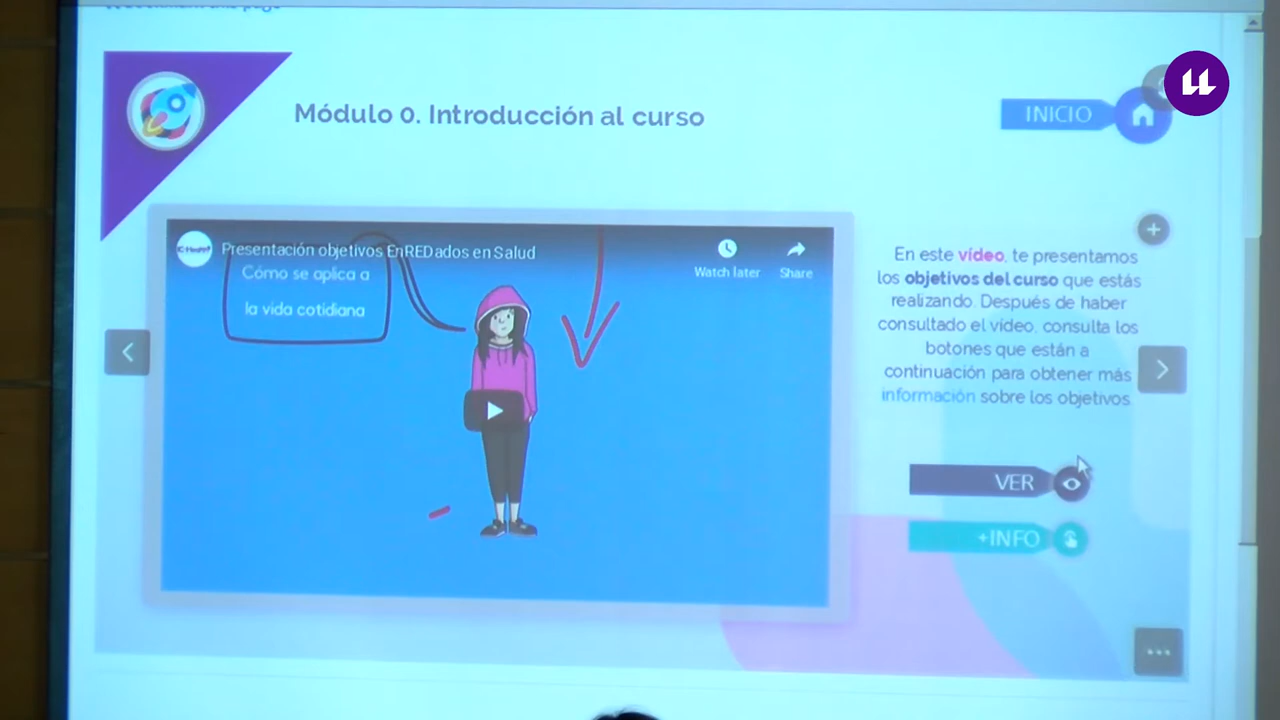 Módulo 0. Introducción al curso
INICIO
Presentación objetivos EnREDados en Salud
Watch later
Share
Cómo se aplica a
la vida cotidiana
En este vídeo, te presentamos
los objetivos del curso que estás
realizando. Después de haber
consultado el vídeo, consulta los
botones que están a
continuación para obtener más
información sobre los objetivos.
VER
+INFO